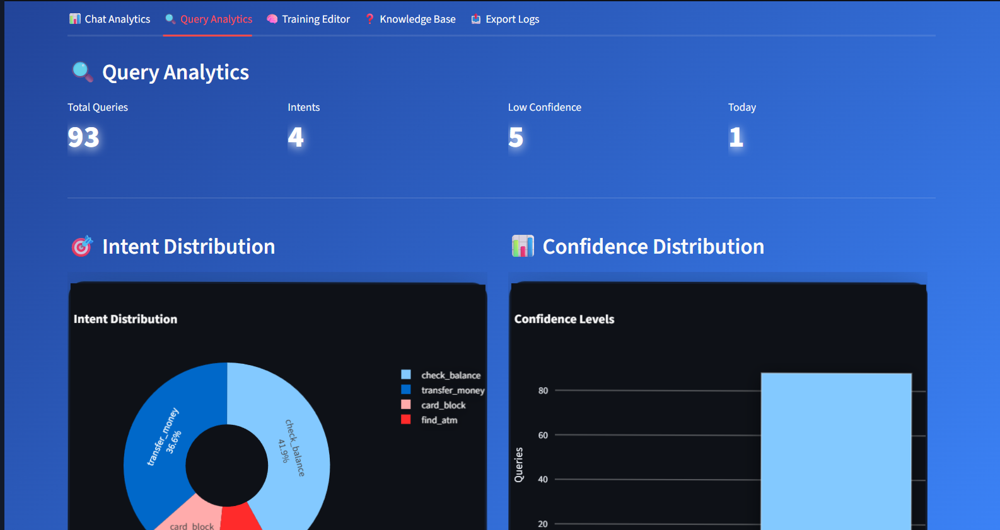 Chat Analytics
Query Analytics
Training Editor
Knowledge Base
Export Logs
Query Analytics
Total Queries
93
Intents
4
Low Confidence
5
Today
1
Intent Distribution
Confidence Distribution
Intent Distribution
check_balance
transfer_money
card_block
find_atm
transfer_money
36.6%
check_balance
41.9%
card_block
Confidence Levels
80
60
40
20
Queries